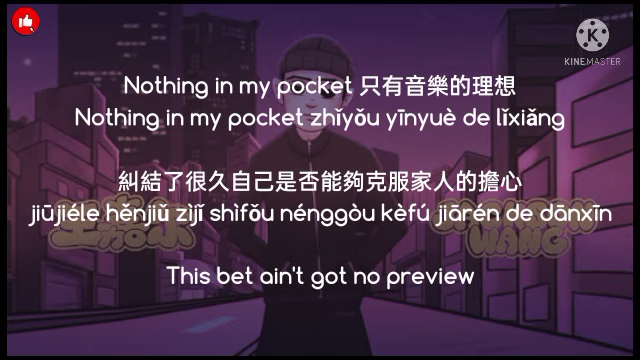 KINEMASTER
Nothing in my pocket 只有音樂的理想
Nothing in my pocket zhǐyǒu yīnyuè de lǐxiǎng
糾結了很久自己是否能夠克服家人的擔心
jiūjiéle hěnjiǔ zìjǐ shìfǒu nénggòu kèfú jiārén de dānxīn
WANG
This bet ain't got no preview